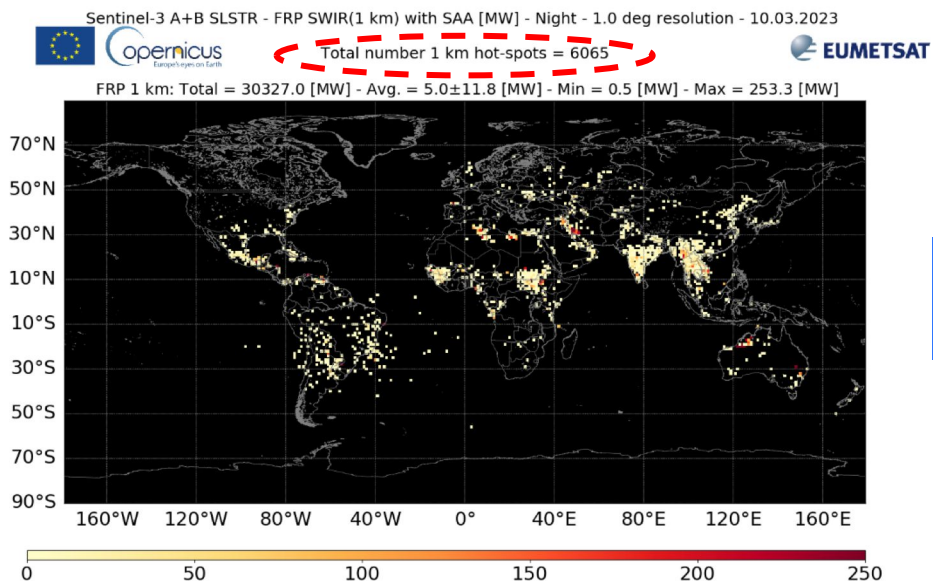 Sentinel-3 A+B SLSTR - FRP SWIR(1 km) with SAA [MW] - Night - 1.0 deg resolution - 10.03.2023
opernicus
Europe's eyes on Earth
Total number 1 km hot-spots = 6065
EUMETSAT
FRP 1 km: Total = 30327.0 [MW] - Avg. = 5.0±11.8 [MW] - Min = 0.5 [MW] - Max = 253.3 [MW]
70°N
50°N
30°N
10°N
10°S
30°S
50°S
70°S
90°S
160°W 120°W 80°W 40°W 0° 40°E 80°E 120°E 160°E
0 50 100 150 200 250